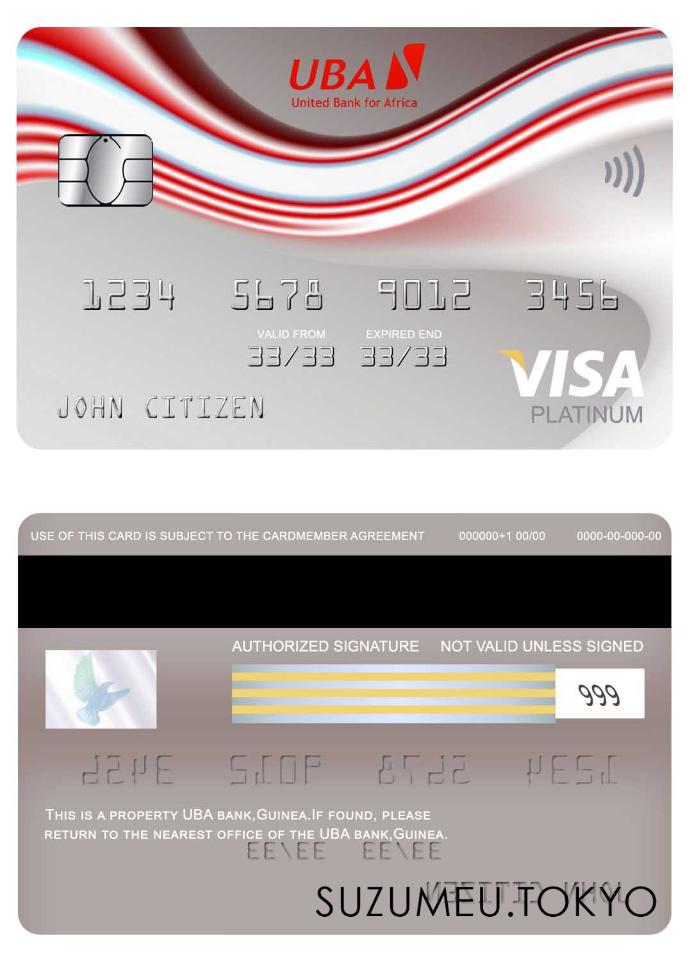 UBA
United Bank for Africa
1234 5678 9012 3456
VALID FROM EXPIRED END
33/33 33/33
JOHN CITIZEN
VISA
PLATINUM
USE OF THIS CARD IS SUBJECT TO THE CARDMEMBER AGREEMENT 000000+1 00/00 0000-00-000-00
AUTHORIZED SIGNATURE NOT VALID UNLESS SIGNED
999
THIS IS A PROPERTY UBA BANK,GUINEA.IF FOUND, PLEASE
RETURN TO THE NEAREST OFFICE OF THE UBA BANK,GUINEA.
SUZUMEU.TOKYO